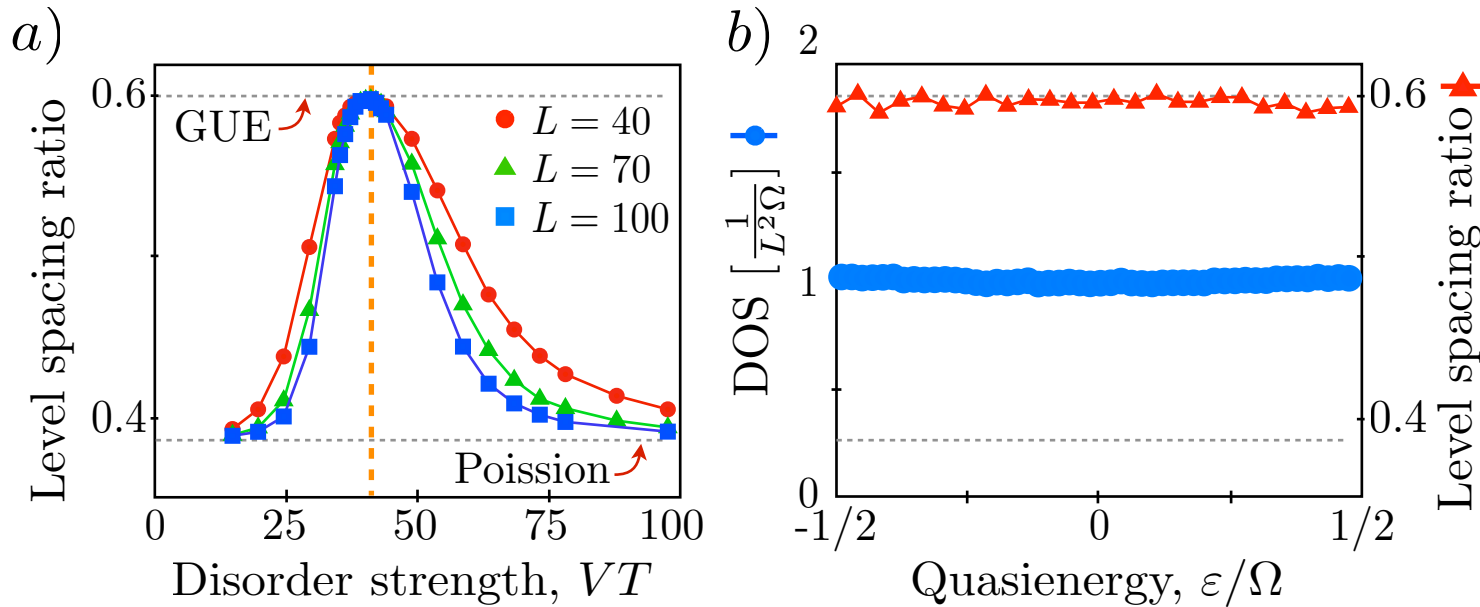 a)
Level spacing ratio
0.6
0.4
GUE
L = 40
L = 70
L = 100
Poission
0
25
50
75
100
Disorder strength, VT
b)
2
1
0
DOS [1/L²Ω]
0.6
0.4
Level spacing ratio
-1/2
0
1/2
Quasienergy, ε/Ω